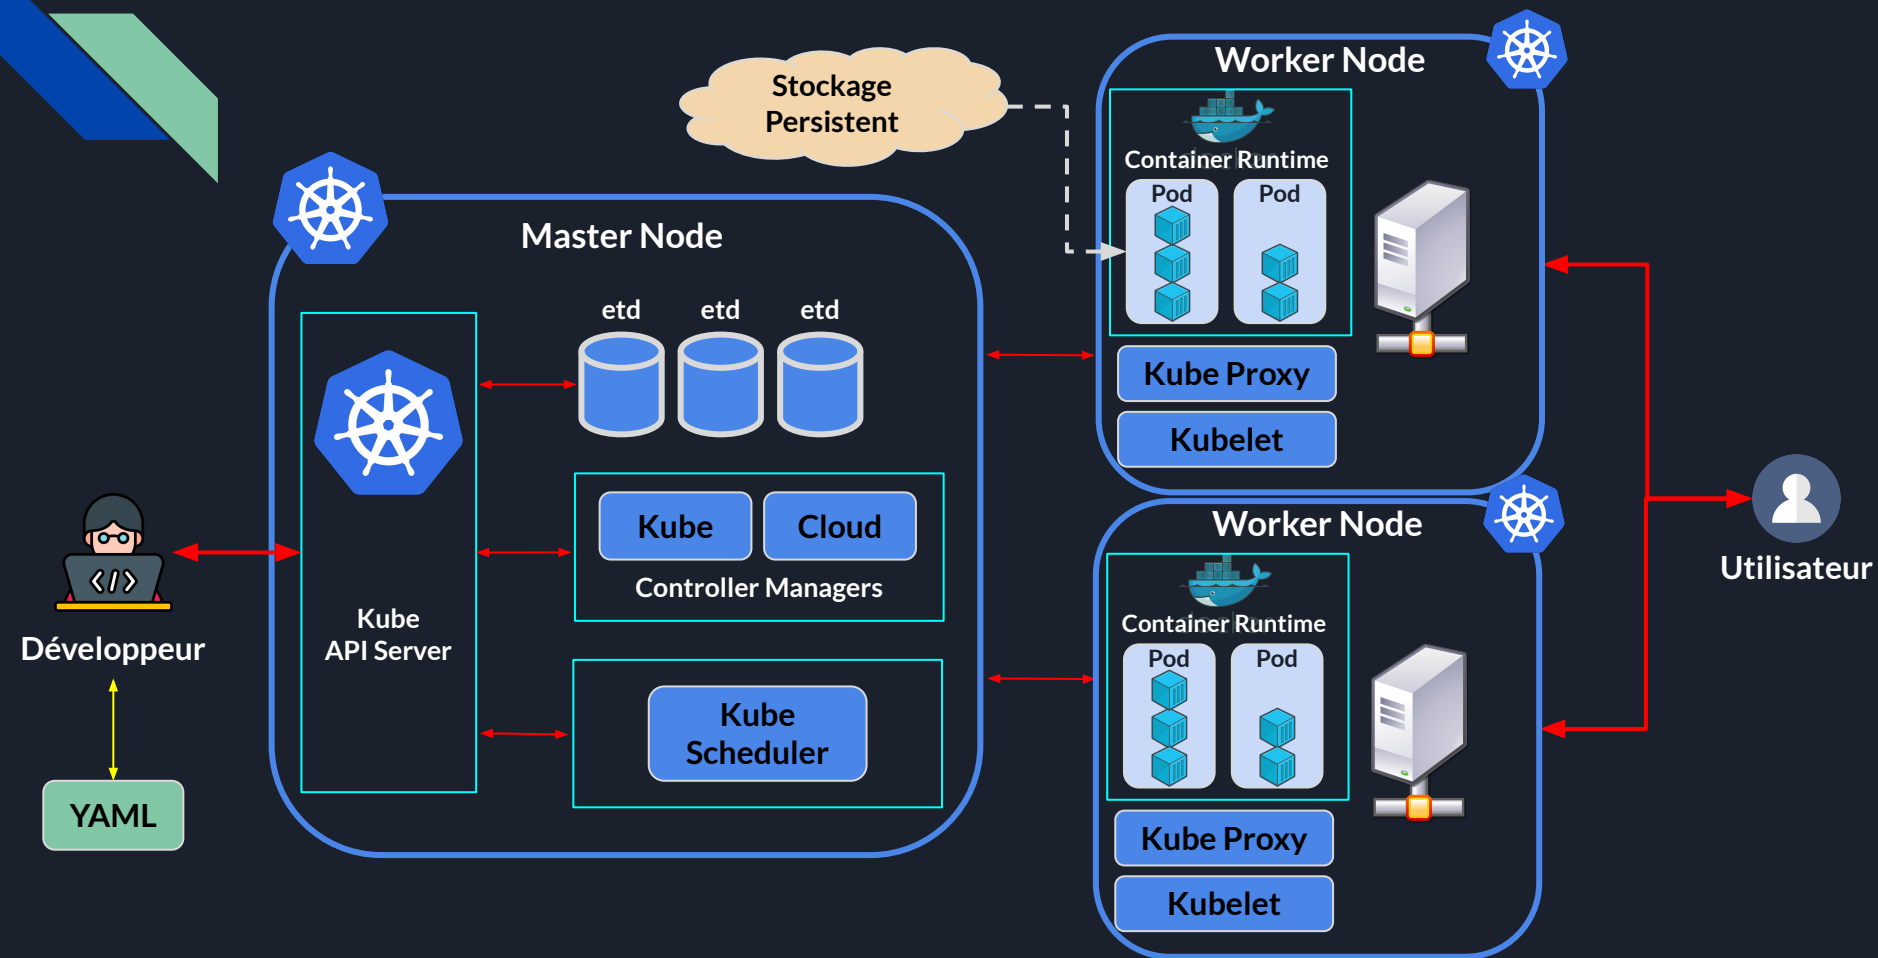 Stockage
Persistent
Worker Node
Container Runtime
Pod
Pod
Kube Proxy
Kubelet
Master Node
etd
etd
etd
Kube
API Server
Kube
Cloud
Controller Managers
Kube
Scheduler
Développeur
YAML
Worker Node
Container Runtime
Pod
Pod
Kube Proxy
Kubelet
Utilisateur